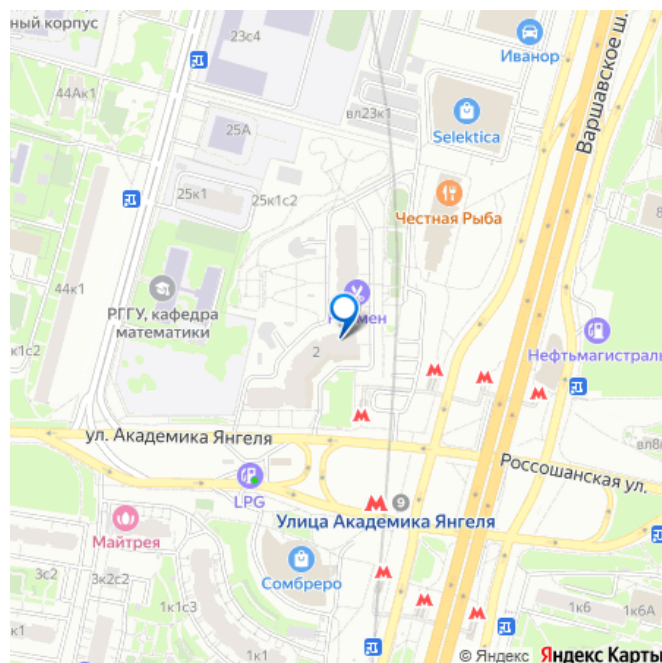 ный корпус
23с4
Иванор
Варшавское ш.
44Ак1
вл23к1
25А
Selektica
25к1
25к1с2
Честная Рыба
44к1
РГГУ, кафедра
математики
2
Нефтьмагистраль
к1с2
ул. Академика Янгеля
Россошанская ул.
LPG
9
Улица Академика Янгеля
Майтрея
Сомбреро
3с2
3к2с2
1к1с3
1к6
1к6А
к1
1к1
© Яндекс Яндекс Карты